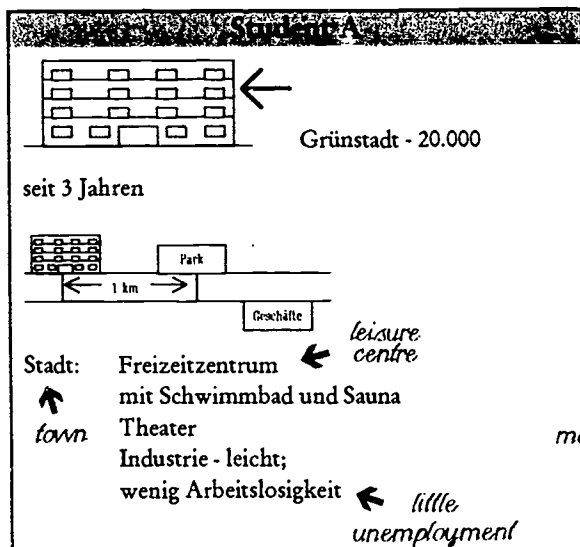 Student A
Grünstadt - 20.000
seit 3 Jahren
Park
1 km
Geschäfte
leisure
centre
Stadt: Freizeitzentrum
mit Schwimmbad und Sauna
town Theater
Industrie - leicht;
wenig Arbeitslosigkeit
little
unemployment